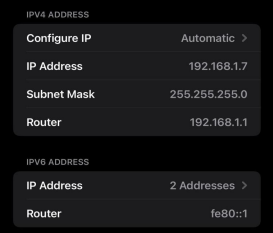 IPV4 ADDRESS
Configure IP Automatic
IP Address 192.168.1.7
Subnet Mask 255.255.255.0
Router 192.168.1.1
IPV6 ADDRESS
IP Address 2 Addresses
Router fe80::1